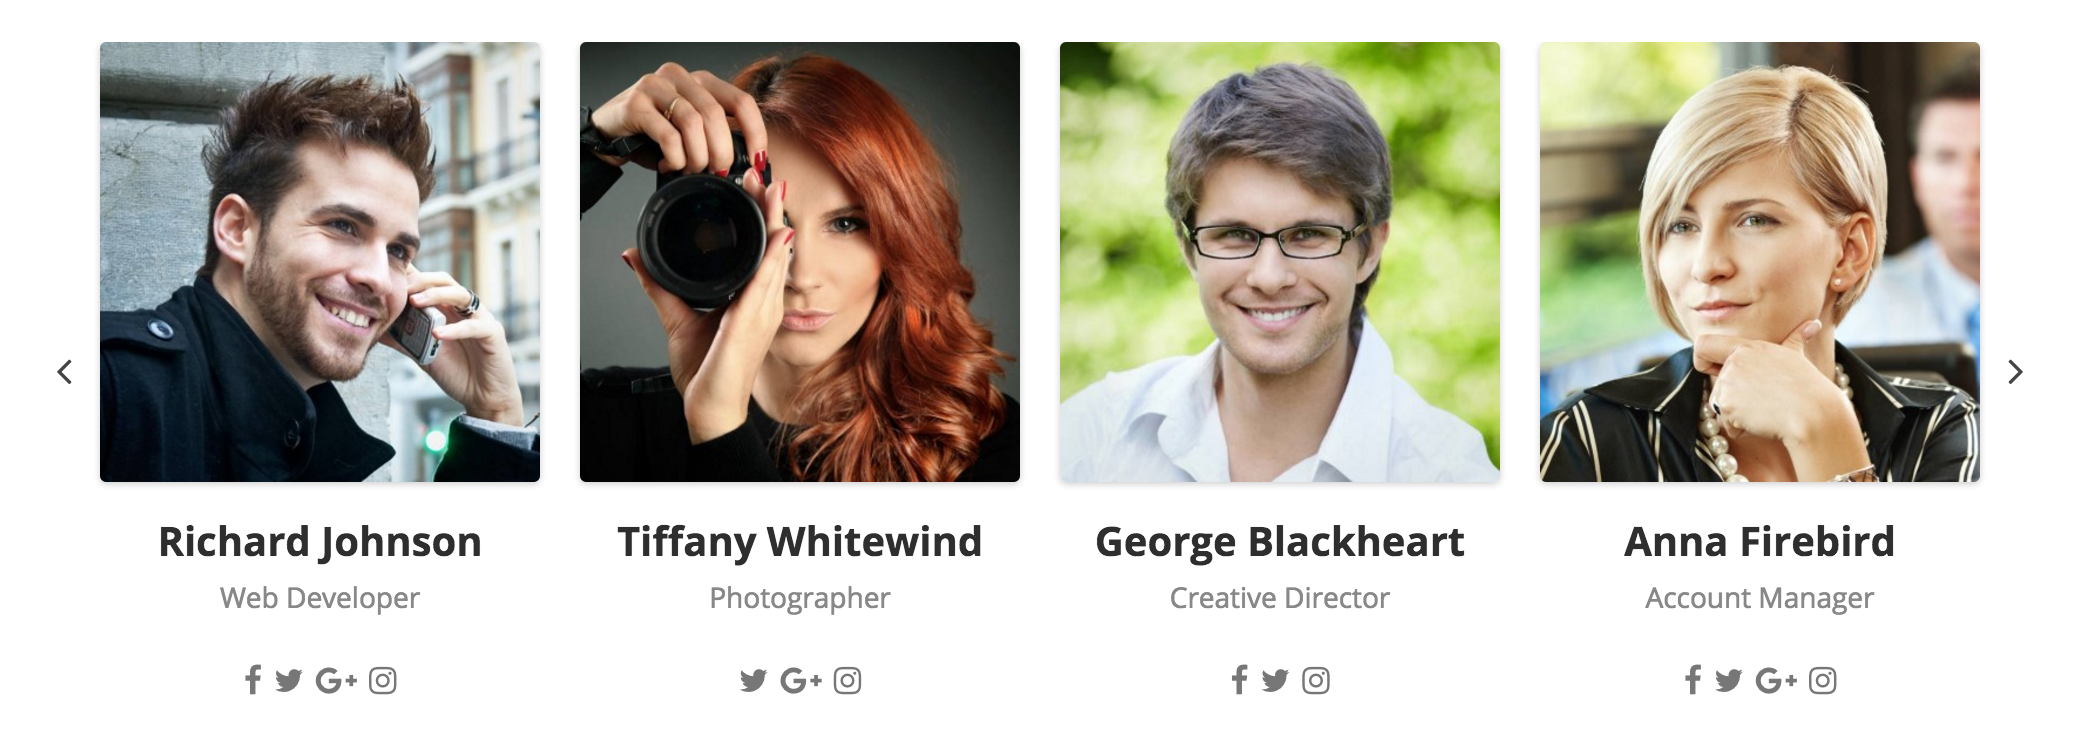 Richard Johnson
Web Developer
Tiffany Whitewind
Photographer
George Blackheart
Creative Director
Anna Firebird
Account Manager